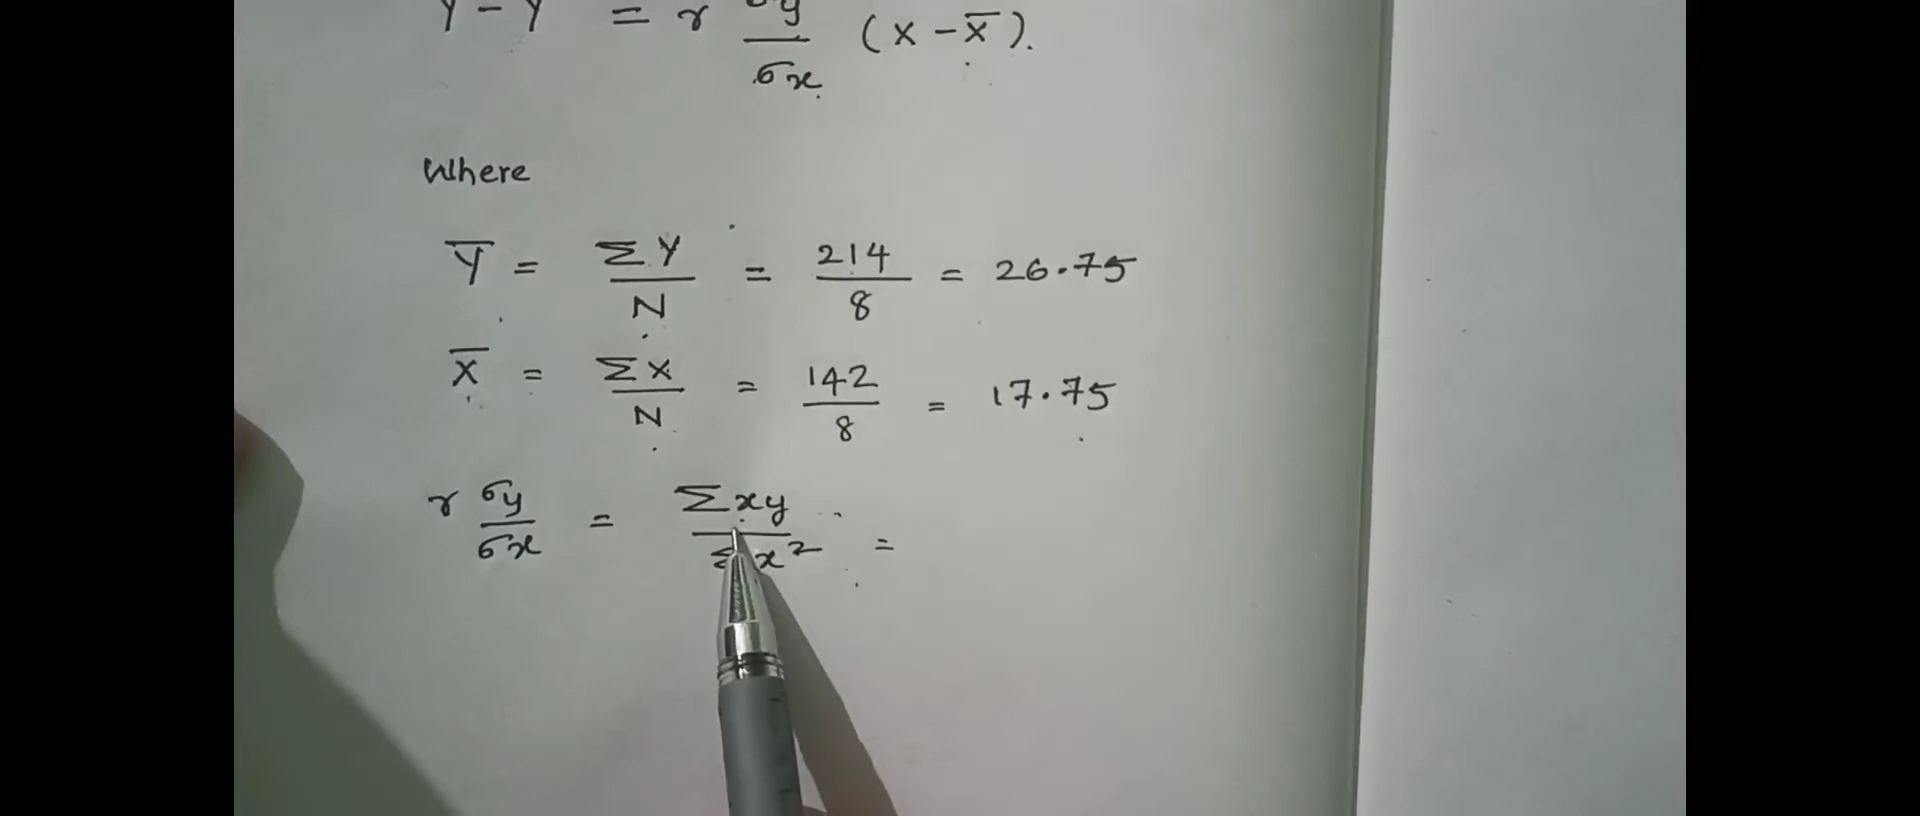 Y - Y = r σy/σx (X - X̄).
Where
Y̅ = ΣY/N = 214/8 = 26.75
X̅ = ΣX/N = 142/8 = 17.75
r σy/σx = Σxy/Σx² =